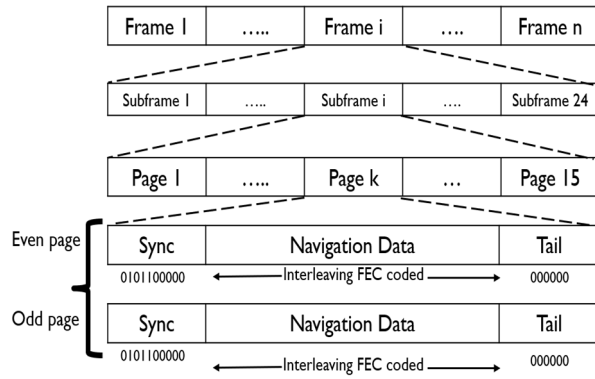 Frame 1 ..... Frame i .... Frame n
Subframe 1 ..... Subframe i .... Subframe 24
Page 1 ..... Page k ... Page 15
Even page Sync Navigation Data Tail
0101100000 Interleaving FEC coded 000000
Odd page Sync Navigation Data Tail
0101100000 Interleaving FEC coded 000000